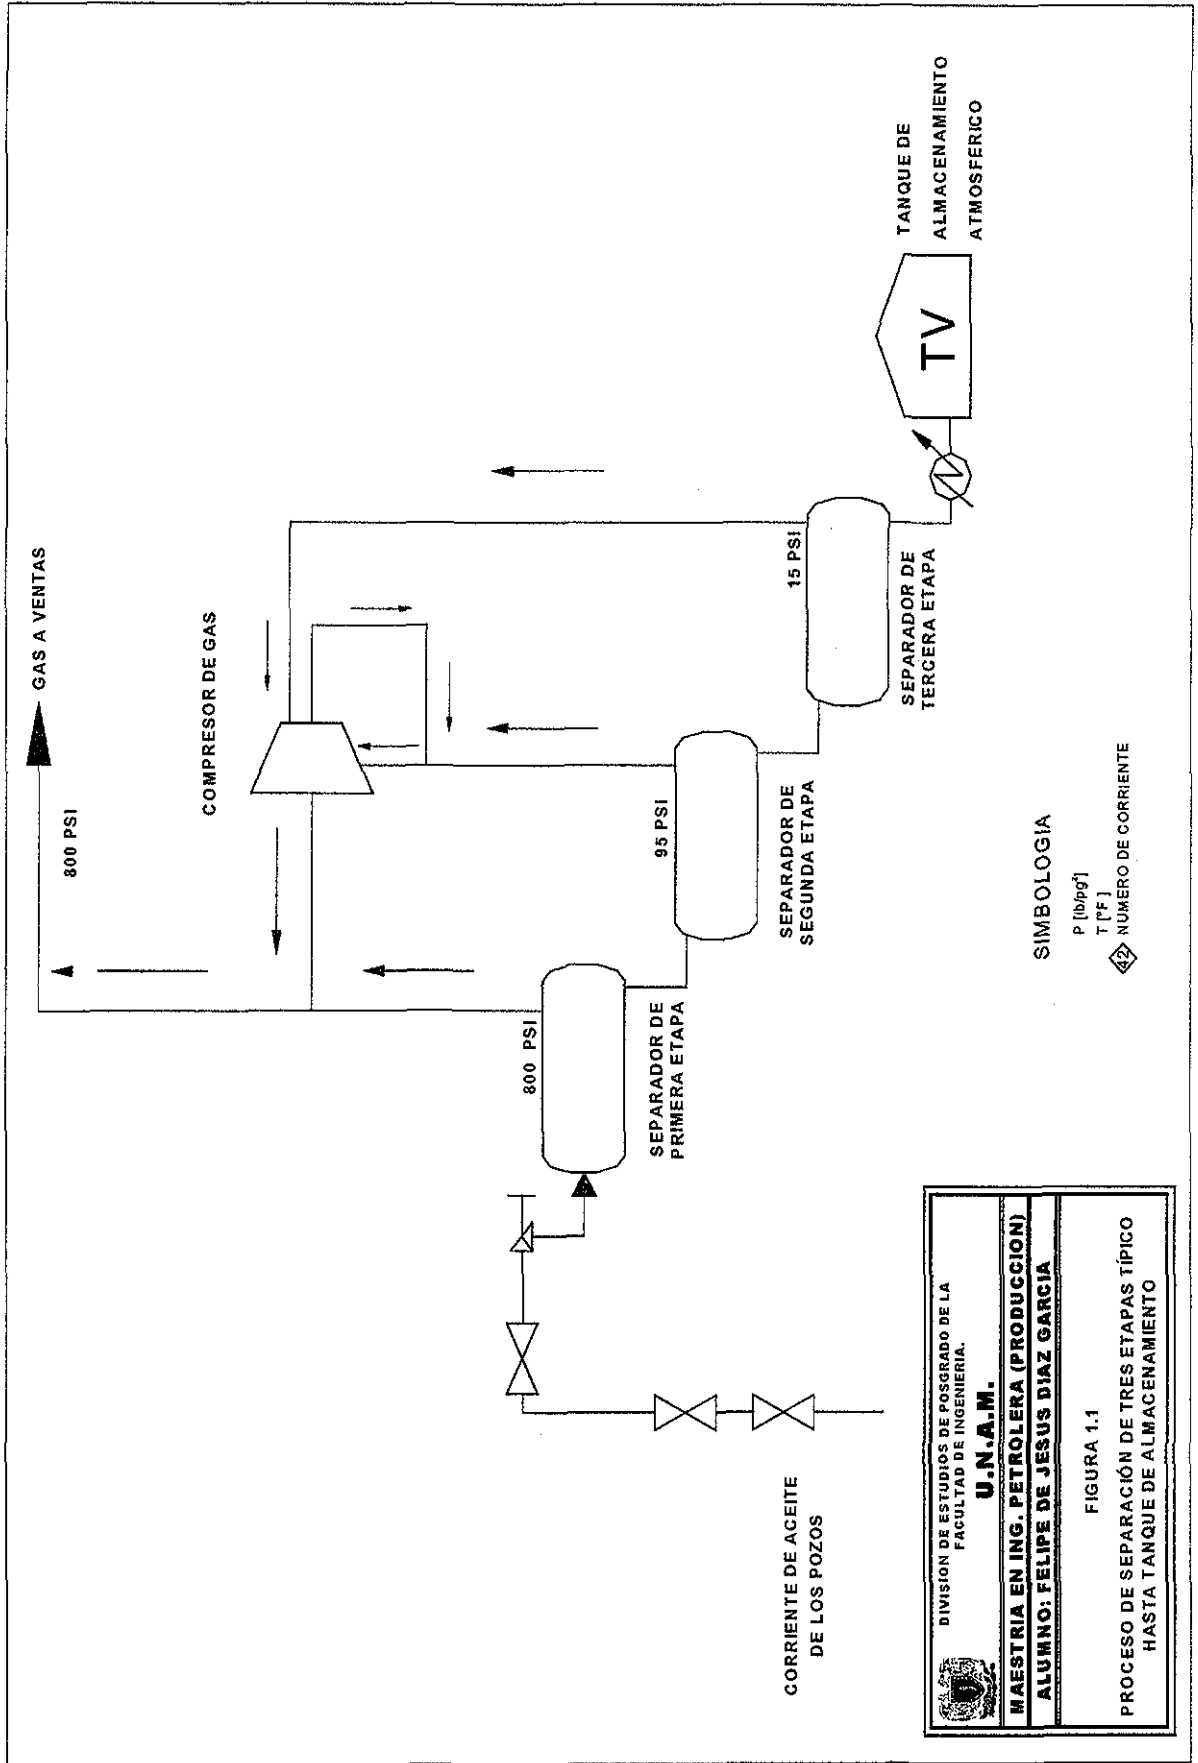 GAS A VENTAS
800 PSI
COMPRESOR DE GAS
800 PSI
SEPARADOR DE
PRIMERA ETAPA
95 PSI
SEPARADOR DE
SEGUNDA ETAPA
15 PSI
SEPARADOR DE
TERCERA ETAPA
TV
TANQUE DE
ALMACENAMIENTO
ATMOSFÉRICO
CORRIENTE DE ACEITE
DE LOS POZOS
SIMBOLOGIA
P [lb/pg²]
T [°F]
42 NUMERO DE CORRIENTE
DIVISION DE ESTUDIOS DE POSGRADO DE LA
FACULTAD DE INGENIERIA.
U.N.A.M.
MAESTRIA EN ING. PETROLERA (PRODUCCION)
ALUMNO: FELIPE DE JESUS DIAZ GARCIA
FIGURA 1.1
PROCESO DE SEPARACIÓN DE TRES ETAPAS TÍPICO
HASTA TANQUE DE ALMACENAMIENTO